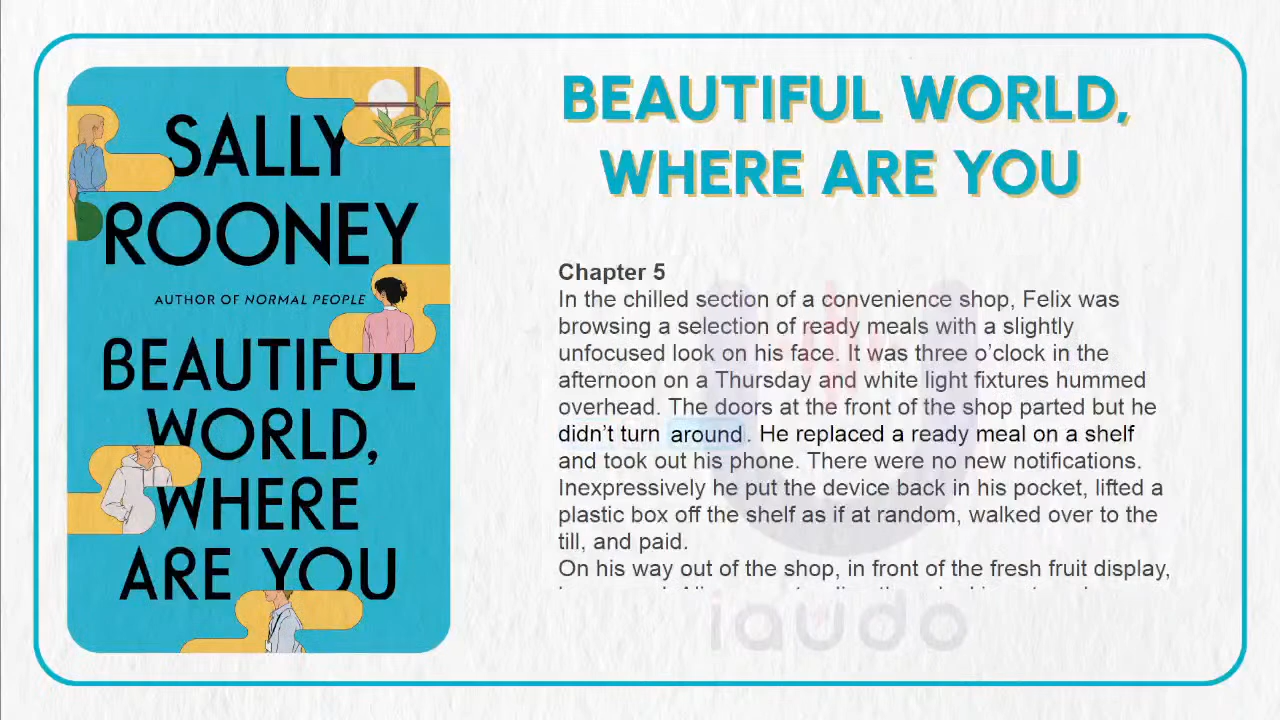 SALLY
ROONEY
AUTHOR OF NORMAL PEOPLE
BEAUTIFUL
WORLD,
WHERE
ARE YOU
BEAUTIFUL WORLD,
WHERE ARE YOU
Chapter 5
In the chilled section of a convenience shop, Felix was
browsing a selection of ready meals with a slightly
unfocused look on his face. It was three o’clock in the
afternoon on a Thursday and white light fixtures hummed
overhead. The doors at the front of the shop parted but he
didn’t turn around. He replaced a ready meal on a shelf
and took out his phone. There were no new notifications.
Inexpressively he put the device back in his pocket, lifted a
plastic box off the shelf as if at random, walked over to the
till, and paid.
On his way out of the shop, in front of the fresh fruit display,
iaudo